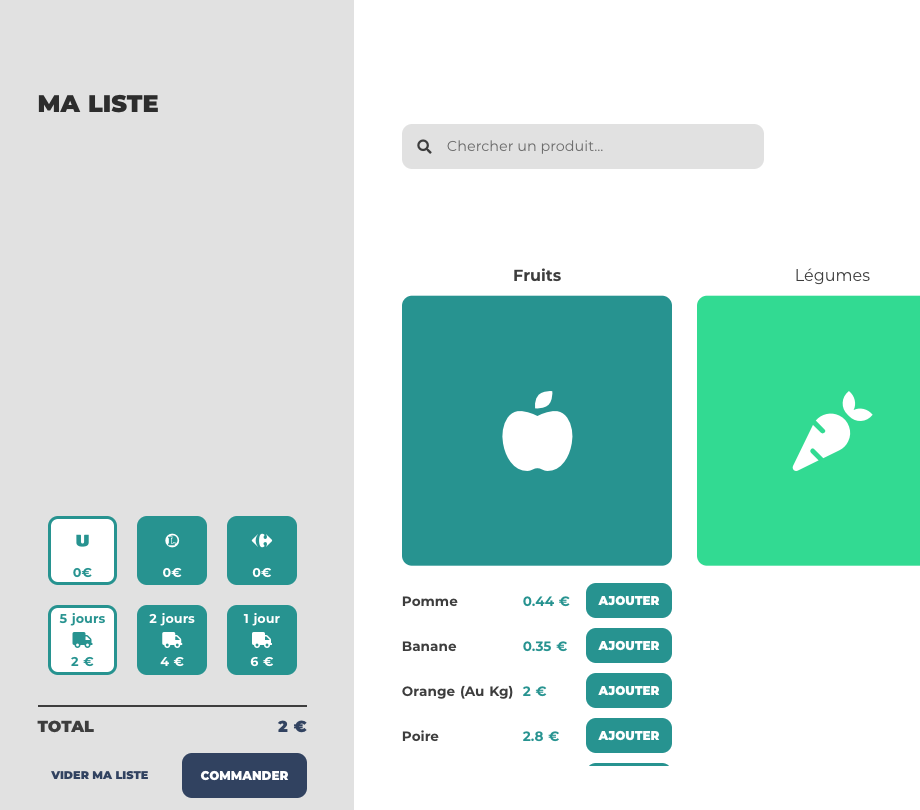 MA LISTE
U
0€
0€
0€
5 jours
2 €
2 jours
4 €
1 jour
6 €
TOTAL 2 €
VIDER MA LISTE
COMMANDER
Chercher un produit...
Fruits
Légumes
Pomme 0.44 € AJOUTER
Banane 0.35 € AJOUTER
Orange (Au Kg) 2 € AJOUTER
Poire 2.8 € AJOUTER